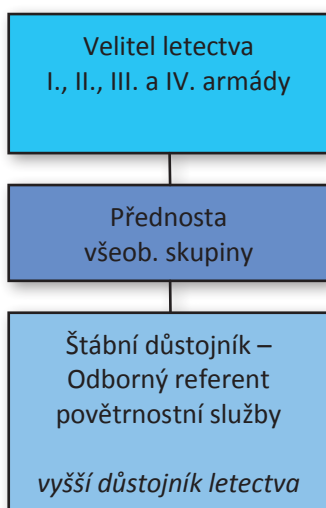 Velitel letectva
I., II., III. a IV. armády
Přednosta
všeob. skupiny
Štábní důstojník –
Odborný referent
povětrnostní služby
vyšší důstojník letectva